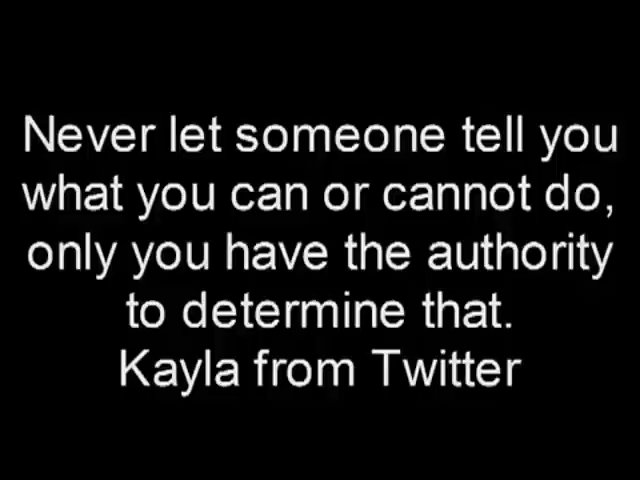 Never let someone tell you
what you can or cannot do,
only you have the authority
to determine that.
Kayla from Twitter